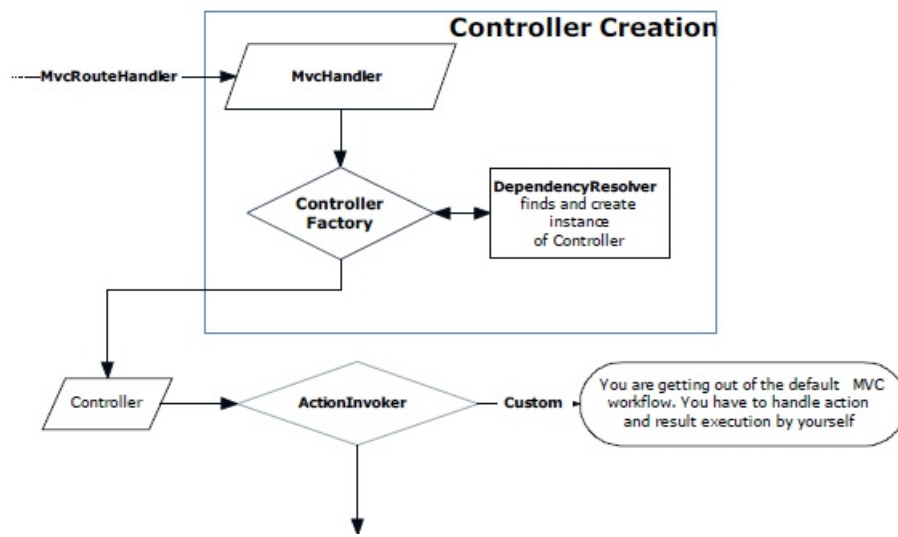 Controller Creation
MvcRouteHandler
MvcHandler
Controller
Factory
DependencyResolver
finds and create
instance
of Controller
Controller
ActionInvoker
Custom
You are getting out of the default MVC
workflow. You have to handle action
and result execution by yourself